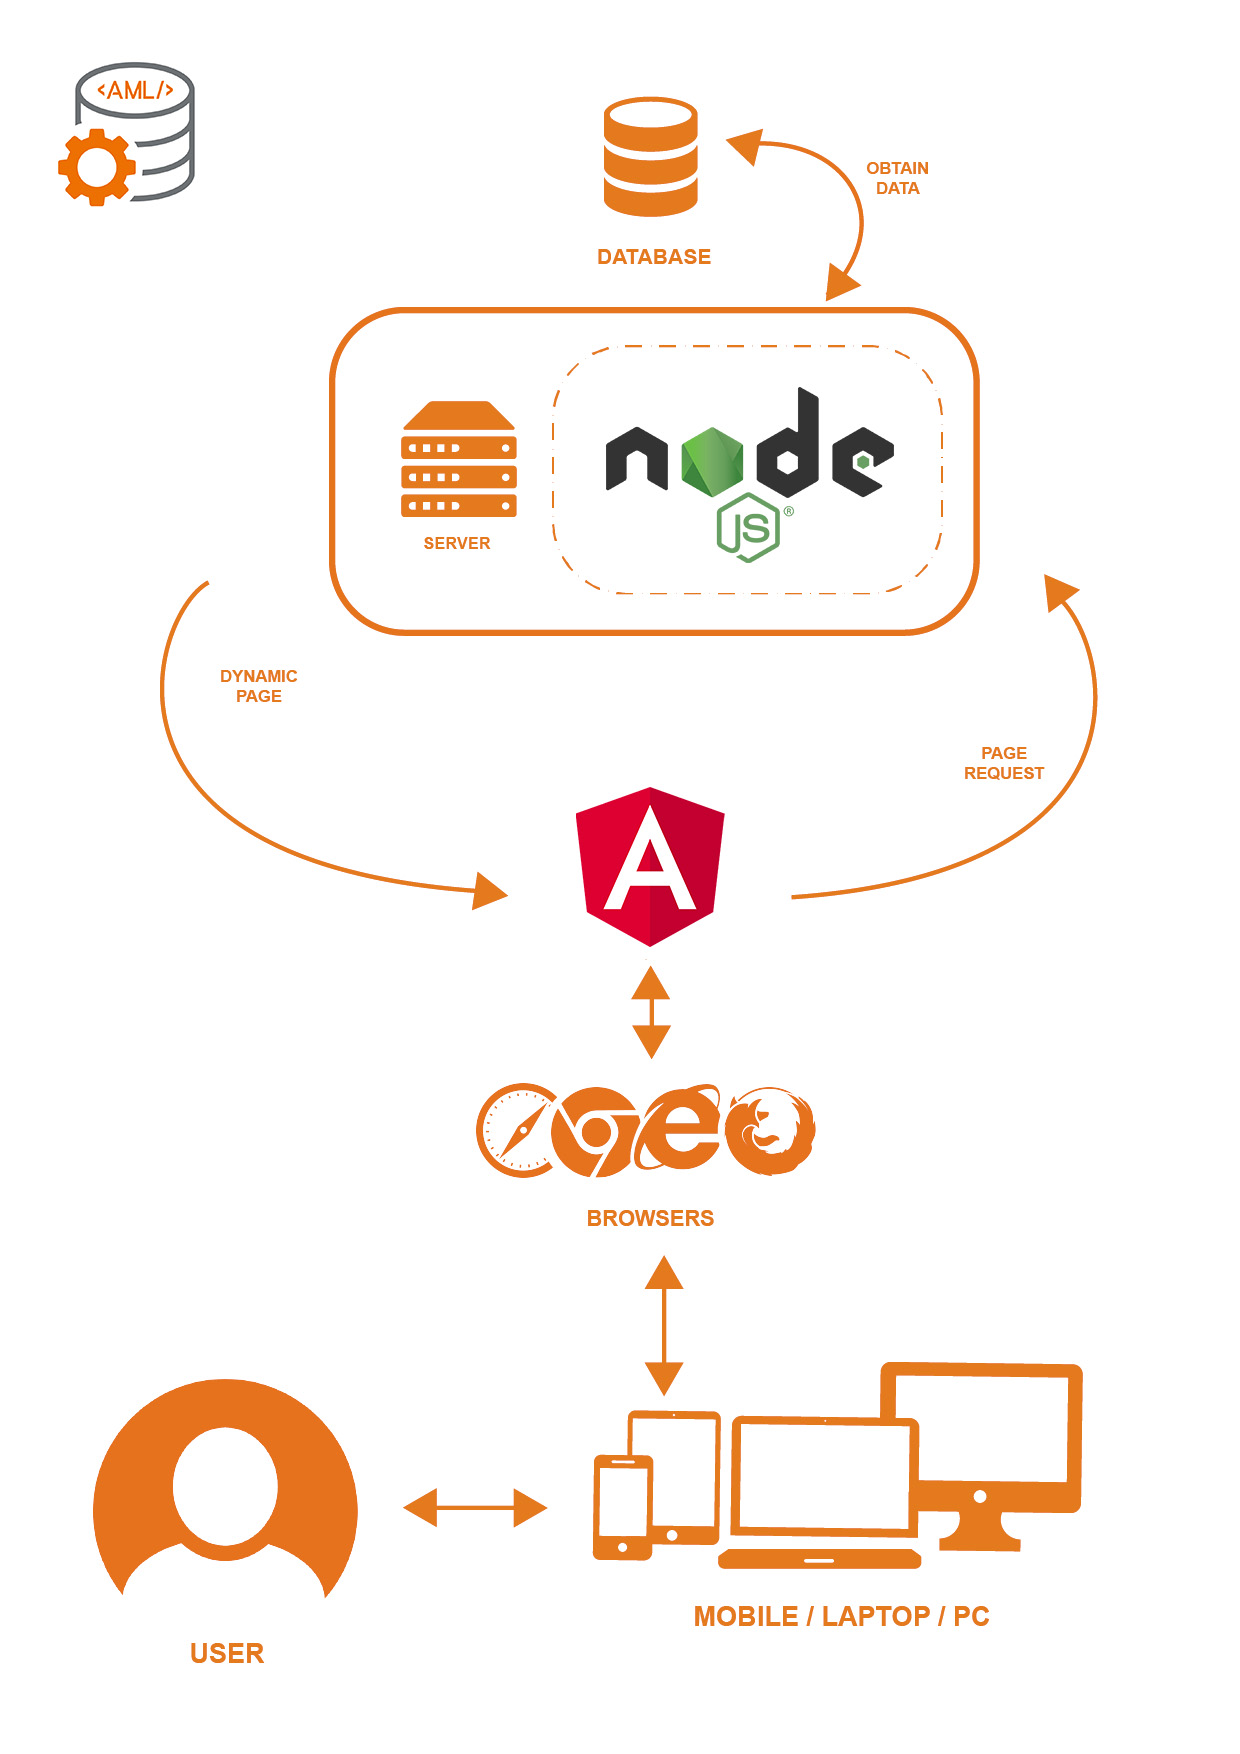 <AML/>
DATABASE
OBTAIN
DATA
node
JS®
SERVER
DYNAMIC
PAGE
PAGE
REQUEST
A
BROWSERS
MOBILE / LAPTOP / PC
USER